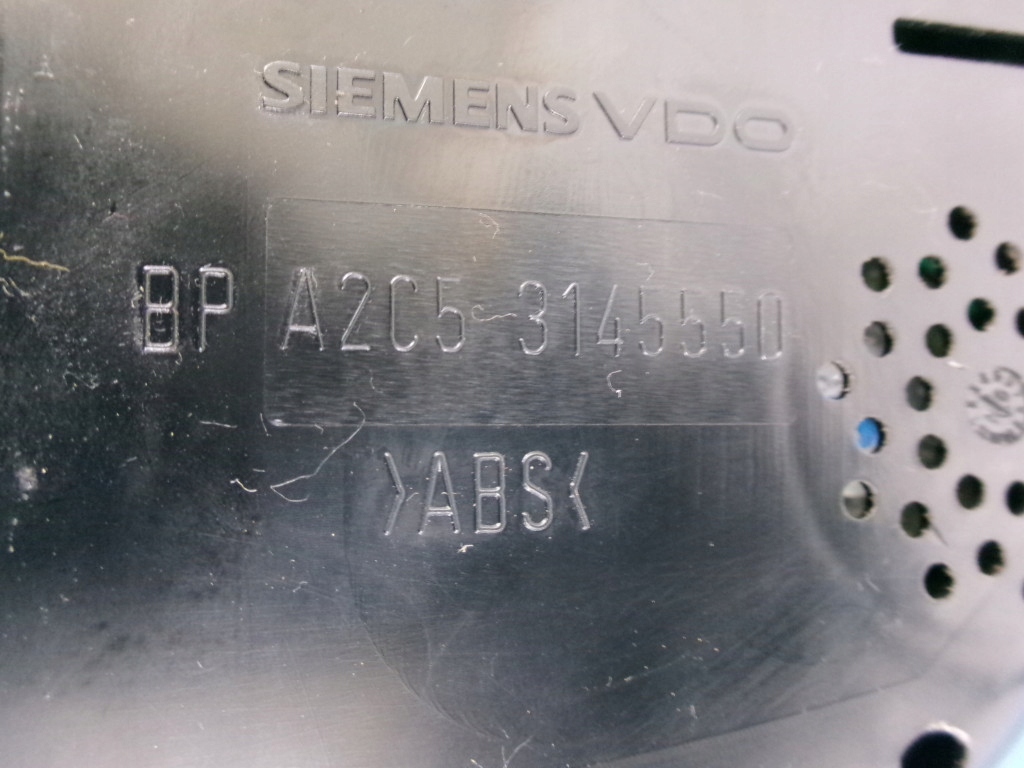 SIEMENS VDO
BP A2C5 3145550
>ABS<